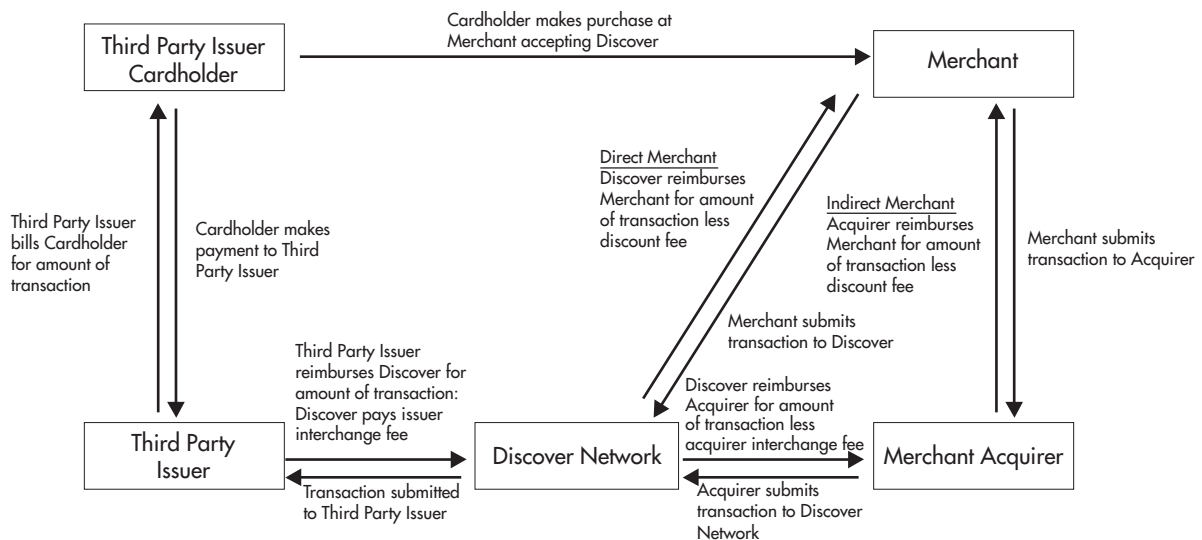 Cardholder makes purchase at
Merchant accepting Discover
Third Party Issuer
Cardholder
Merchant
Direct Merchant
Discover reimburses
Merchant for amount
of transaction less
discount fee
Indirect Merchant
Acquirer reimburses
Merchant for amount
of transaction less
discount fee
Third Party Issuer
bills Cardholder
for amount of
transaction
Cardholder makes
payment to Third
Party Issuer
Merchant submits
transaction to Acquirer
Merchant submits
transaction to Discover
Third Party Issuer
reimburses Discover for
amount of transaction:
Discover pays issuer
interchange fee
Discover reimburses
Acquirer for amount
of transaction less
acquirer interchange fee
Third Party
Issuer
Discover Network
Merchant Acquirer
Transaction submitted
to Third Party Issuer
Acquirer submits
transaction to Discover
Network